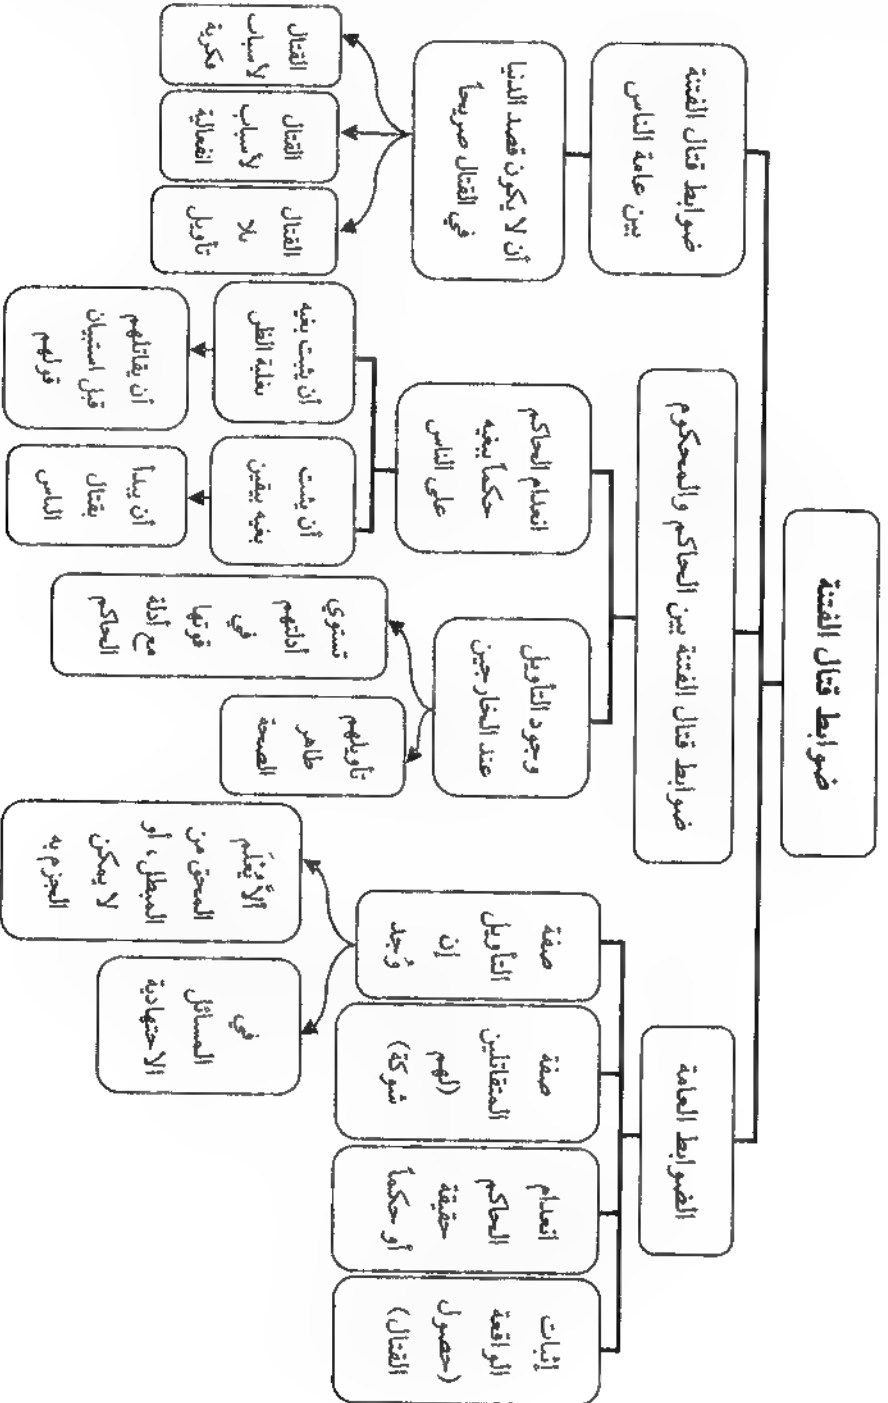 ضوابط قتال الفتنة
الضوابط العامة
ضوابط قتال الفتنة بين الحاكم والمحكوم
ضوابط قتال الفتنة
بين عامة الناس
إثبات
الواقعة
(حصول
القتال)
انعدام
الحاكم
حقيقة
أو حكماً
صفة
المتقاتلين
(لهم
شوكة)
صفة
التأويل
إن
وُجد
في
المسائل
الاجتهادية
ألاَّ يُعْلَم
المحق من
المبطل، أو
لا يمكن
الجزم به
وجود التأويل
عند الخارجين
تأويلهم
ظاهر
الصحة
تستوي
أدلتهم
في
قوتها
مع أدلة
الحاكم
انعدام الحاكم
حكماً ببغيه
على الناس
أن يثبت
بغيه بيقين
أن يبدأ
بقتال
الناس
أن يثبت بغيه
بغلبة الظن
أن يقاتلهم
قبل استبيان
قولهم
أن لا يكون قصد الدنيا
في القتال صريحاً
القتال
بلا
تأويل
القتال
لأسباب
انفعالية
القتال
لأسباب
فكرية